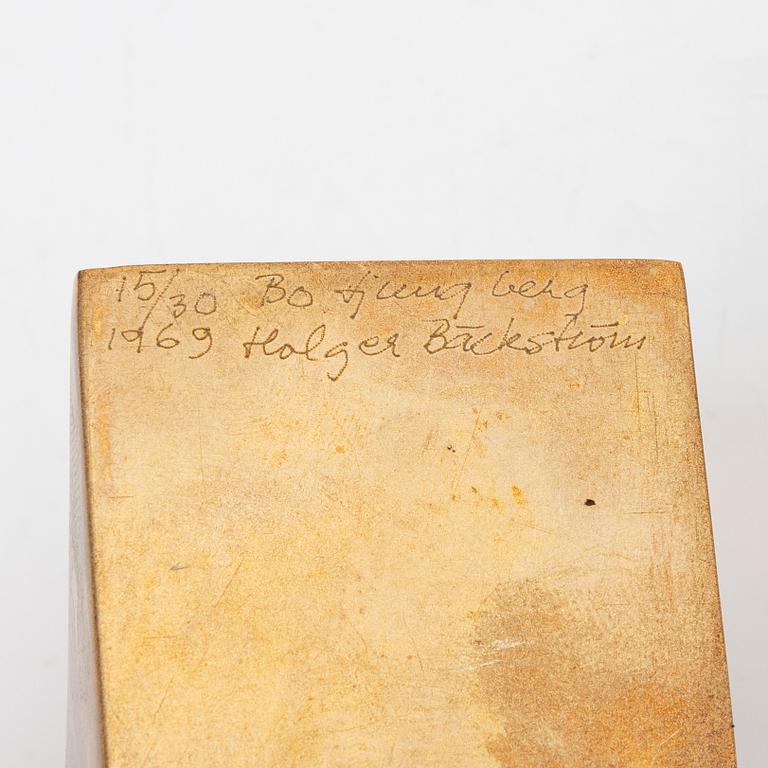 15/30 Bo Ljungberg
1969 Holger Bäckström